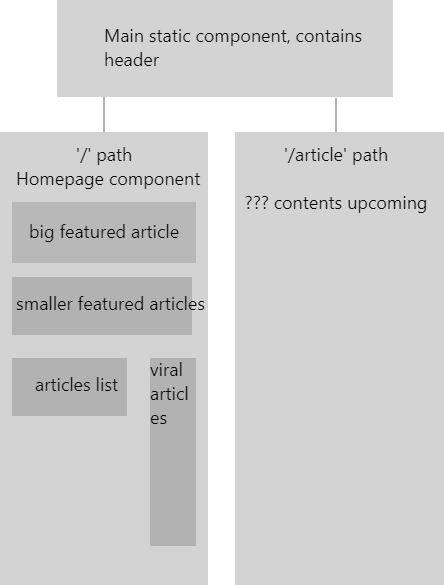 Main static component, contains
header
'/' path
Homepage component
big featured article
smaller featured articles
articles list
viral
articl
es
'/article' path
??? contents upcoming